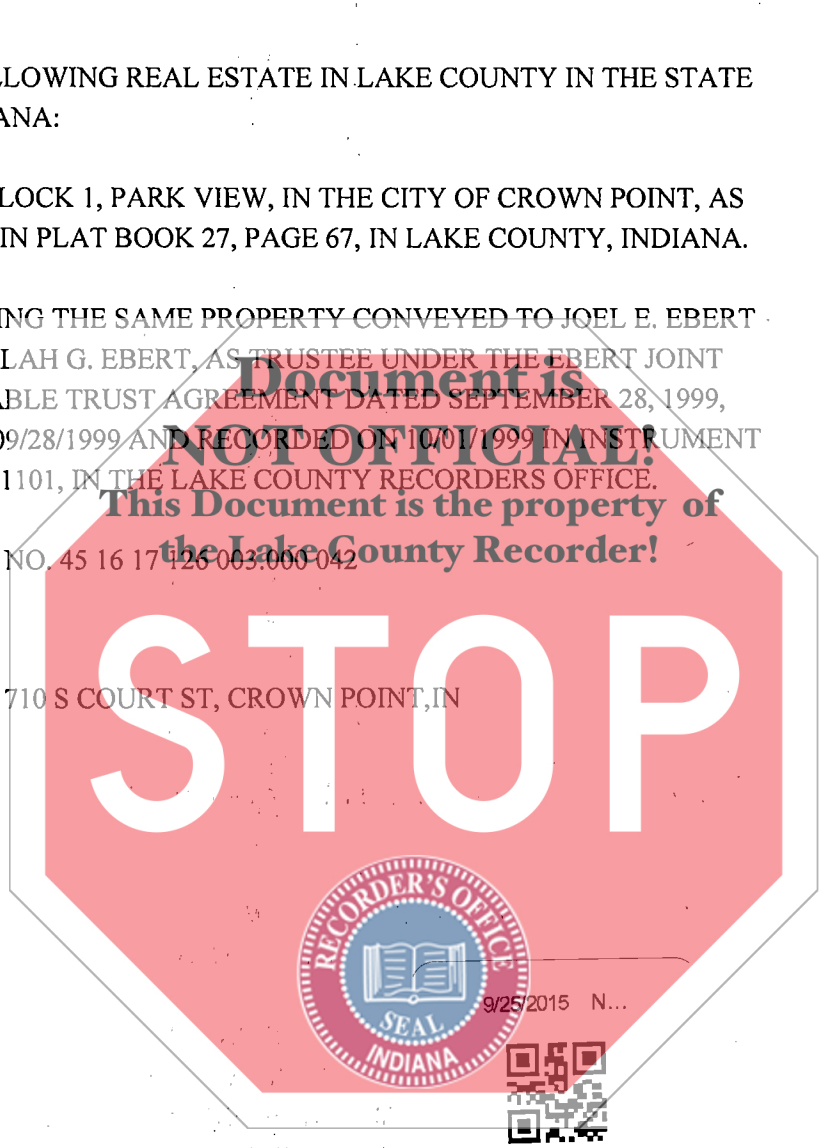 LLOWING REAL ESTATE IN LAKE COUNTY IN THE STATE
ANA:
LOCK 1, PARK VIEW, IN THE CITY OF CROWN POINT, AS
IN PLAT BOOK 27, PAGE 67, IN LAKE COUNTY, INDIANA.
ING THE SAME PROPERTY CONVEYED TO JOEL E. EBERT
LAH G. EBERT, AS TRUSTEE UNDER THE EBERT JOINT
Document is
ABLE TRUST AGREEMENT DATED SEPTEMBER 28, 1999,
09/28/1999 AND RECORDED ON 10/01/1999 IN INSTRUMENT
NOT OFFICIAL!
1101, IN THE LAKE COUNTY RECORDERS OFFICE.
This Document is the property of
the Lake County Recorder!
NO. 45 16 17 126 003.000 042
STOP
710 S COURT ST, CROWN POINT,IN
RECORDER'S OFFICE
SEAL
INDIANA
9/25/2015 N...